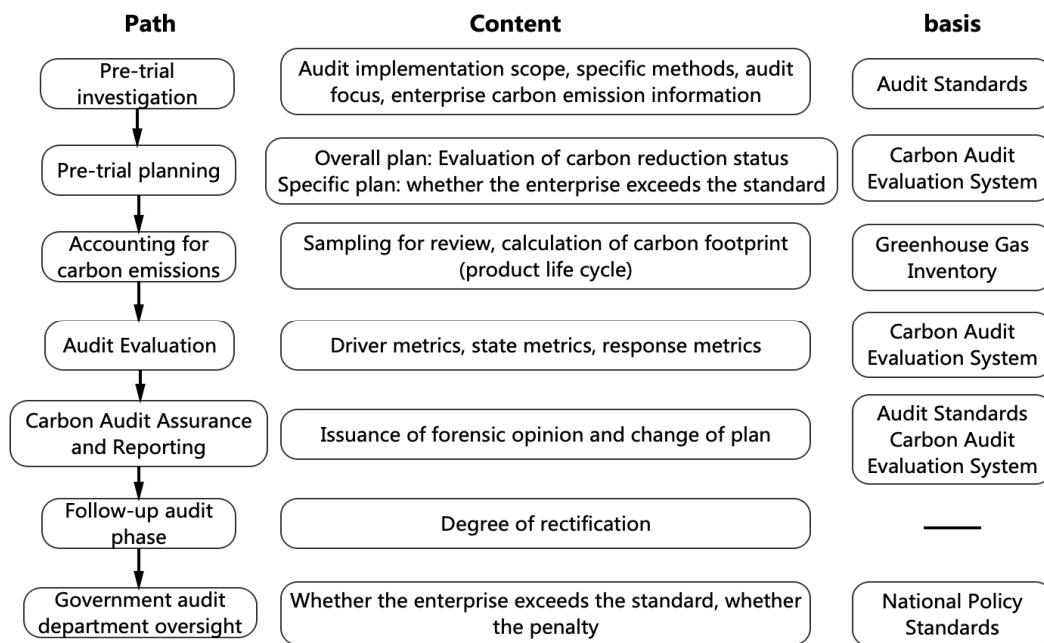 Path Content basis
Pre-trial
investigation
Audit implementation scope, specific methods, audit
focus, enterprise carbon emission information
Audit Standards
Pre-trial planning
Overall plan: Evaluation of carbon reduction status
Specific plan: whether the enterprise exceeds the standard
Carbon Audit
Evaluation System
Accounting for
carbon emissions
Sampling for review, calculation of carbon footprint
(product life cycle)
Greenhouse Gas
Inventory
Audit Evaluation
Driver metrics, state metrics, response metrics
Carbon Audit
Evaluation System
Carbon Audit Assurance
and Reporting
Issuance of forensic opinion and change of plan
Audit Standards
Carbon Audit
Evaluation System
Follow-up audit
phase
Degree of rectification
Government audit
department oversight
Whether the enterprise exceeds the standard, whether
the penalty
National Policy
Standards